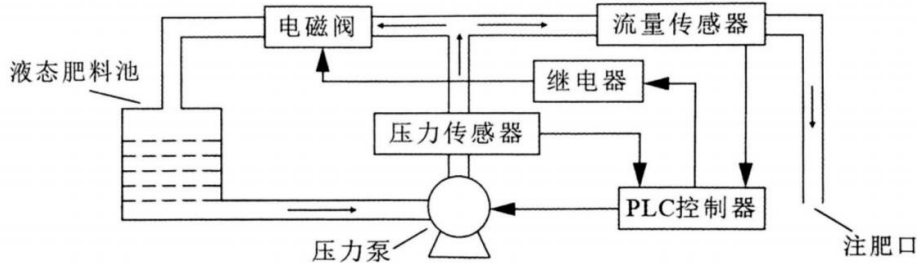 电磁阀
流量传感器
液态肥料池
继电器
压力传感器
PLC控制器
压力泵
注肥口